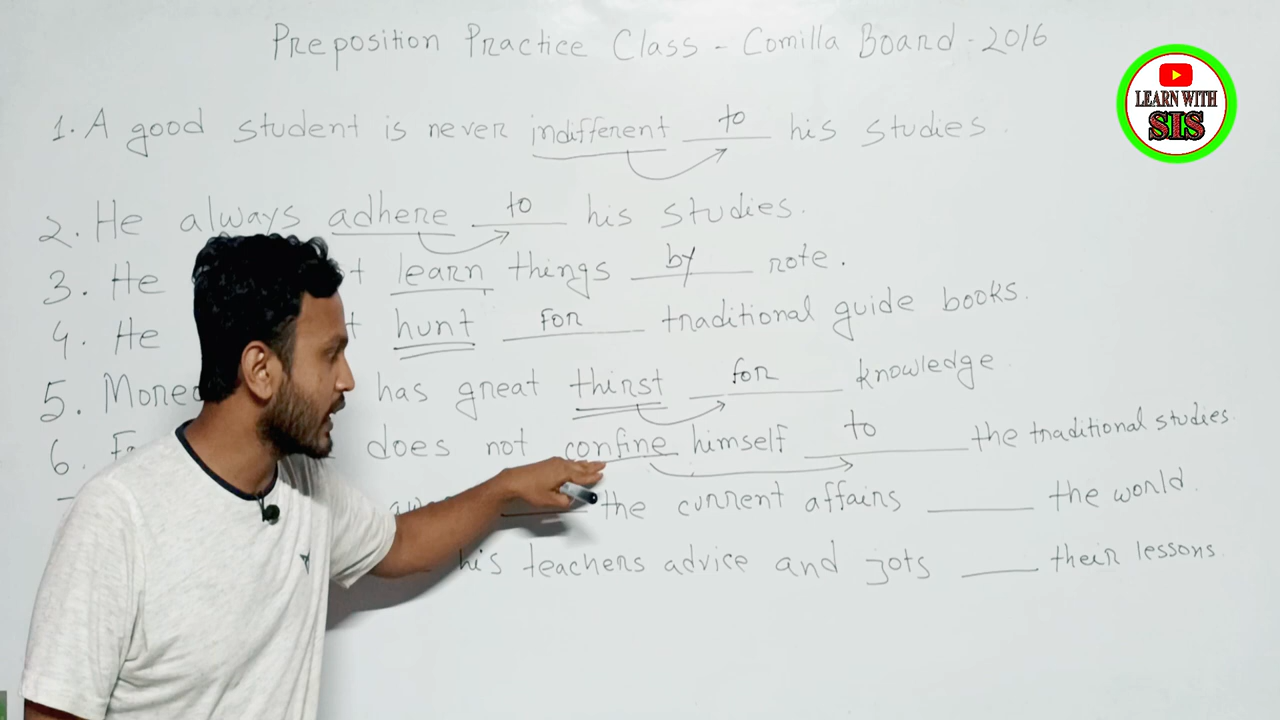 Preposition Practice Class - Comilla Board - 2016
LEARN WITH
SIS
1. A good student is never indifferent to his studies.
2. He always adhere to his studies.
3. He learn things by rote.
4. He hunt for traditional guide books.
5. has great thirst for knowledge
6. does not confine himself to the traditional studies.
the current affairs ____ the world.
his teachers advice and jots ____ their lessons.